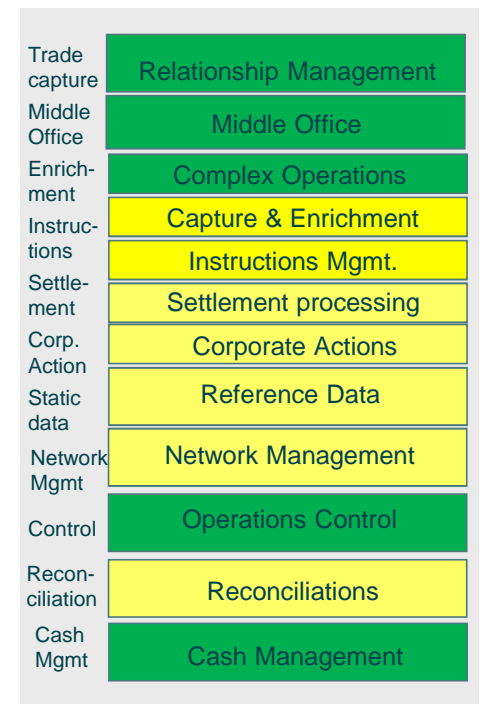 Trade
capture
Relationship Management
Middle
Office
Middle Office
Enrich-
ment
Complex Operations
Capture & Enrichment
Instruc-
tions
Instructions Mgmt.
Settle-
ment
Settlement processing
Corp.
Action
Corporate Actions
Static
data
Reference Data
Network
Mgmt
Network Management
Control
Operations Control
Recon-
ciliation
Reconciliations
Cash
Mgmt
Cash Management